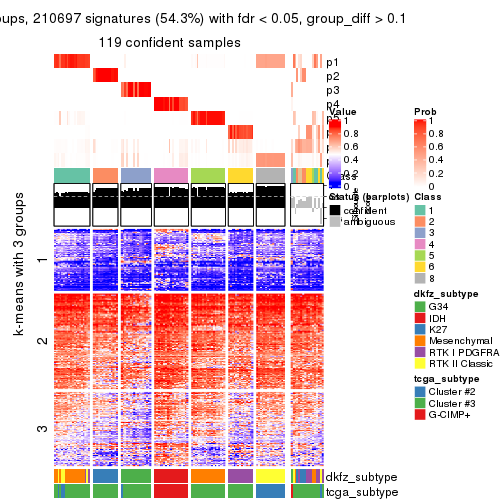 oups, 210697 signatures (54.3%) with fdr < 0.05, group_diff > 0.1
119 confident samples
p1
p2
p3
p4
Value
1
0.8
0.6
0.4
0.2
0
Prob
1
0.8
0.6
0.4
0.2
0
Status (barplots)
confident
ambiguous
Class
1
2
3
4
5
6
8
k-means with 3 groups
1
2
3
dkfz_subtype
G34
IDH
K27
Mesenchymal
RTK I PDGFRA
RTK II Classic
tcga_subtype
Cluster #2
Cluster #3
G-CIMP+
dkfz_subtype
tcga_subtype